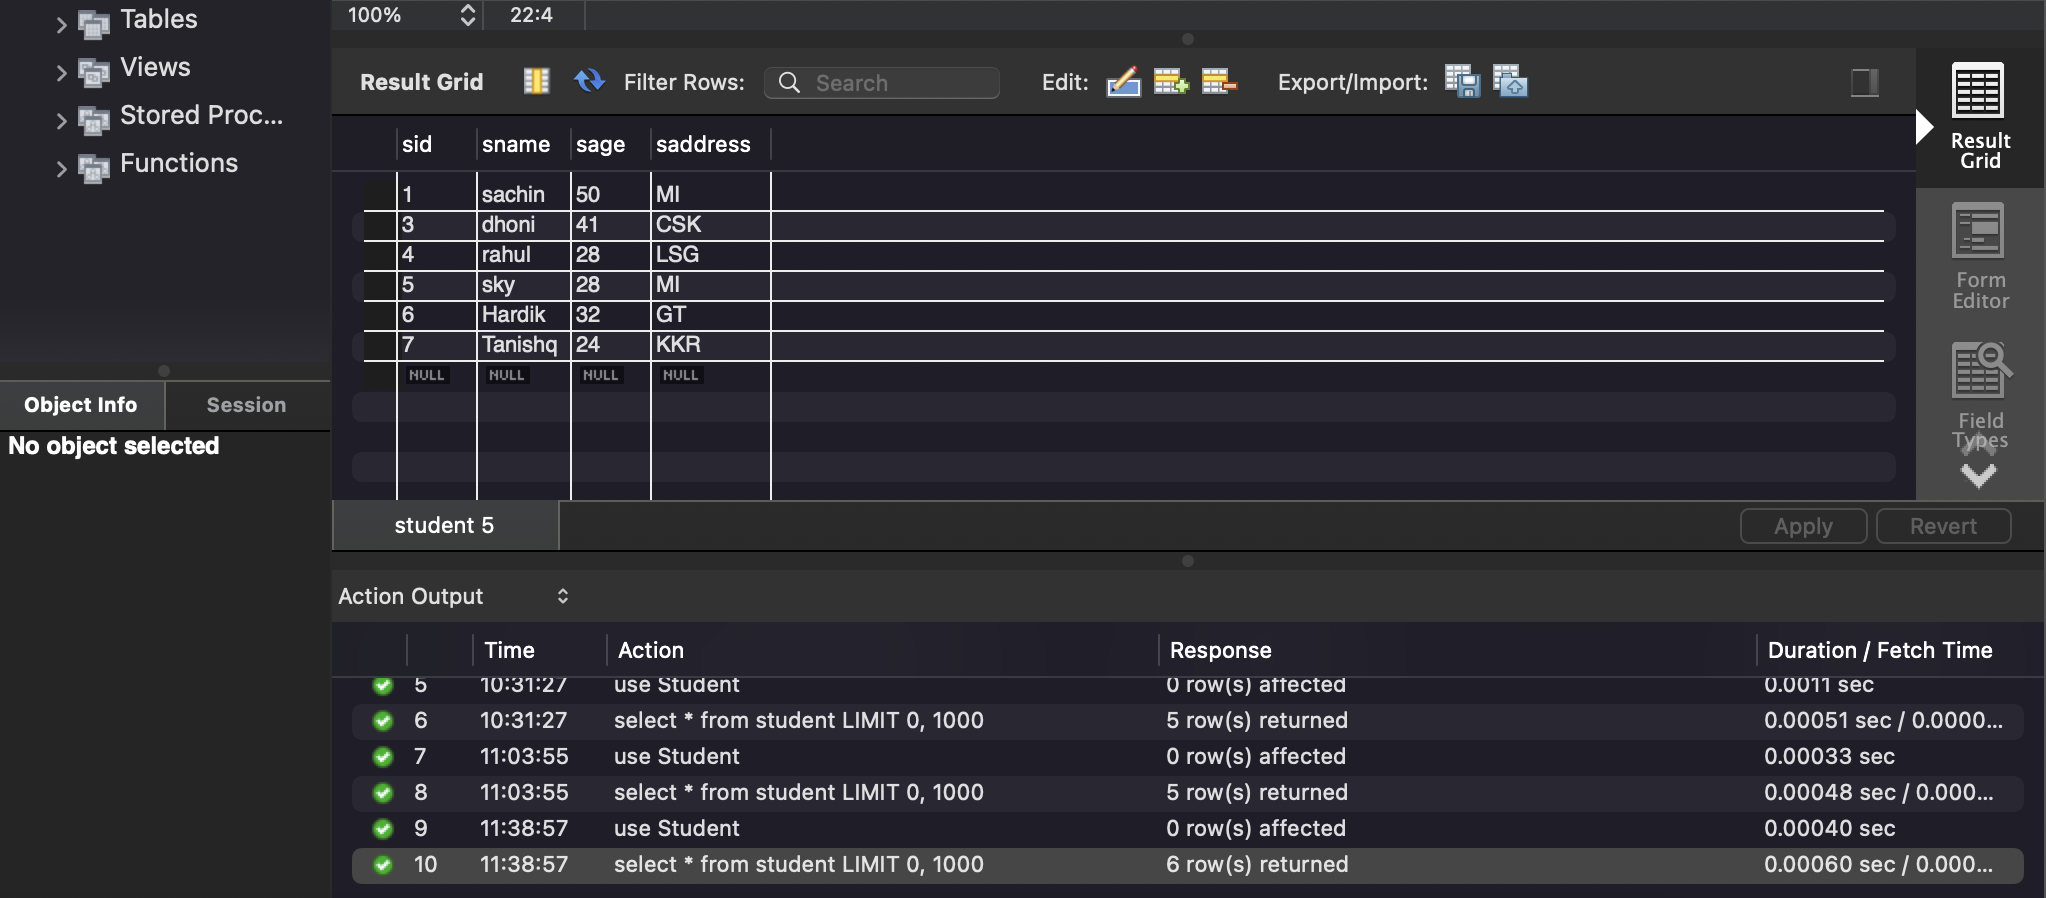 Tables
Views
Stored Proc...
Functions
Object Info Session
No object selected
100% 22:4
Result Grid Filter Rows: Search Edit: Export/Import:
sid sname sage saddress
1 sachin 50 MI
3 dhoni 41 CSK
4 rahul 28 LSG
5 sky 28 MI
6 Hardik 32 GT
7 Tanishq 24 KKR
NULL NULL NULL NULL
Result
Grid
Form
Editor
Field
Types
student 5 Apply Revert
Action Output
Time Action Response Duration / Fetch Time
5 10:31:27 use Student 0 row(s) affected 0.0011 sec
6 10:31:27 select * from student LIMIT 0, 1000 5 row(s) returned 0.00051 sec / 0.0000...
7 11:03:55 use Student 0 row(s) affected 0.00033 sec
8 11:03:55 select * from student LIMIT 0, 1000 5 row(s) returned 0.00048 sec / 0.000...
9 11:38:57 use Student 0 row(s) affected 0.00040 sec
10 11:38:57 select * from student LIMIT 0, 1000 6 row(s) returned 0.00060 sec / 0.000...